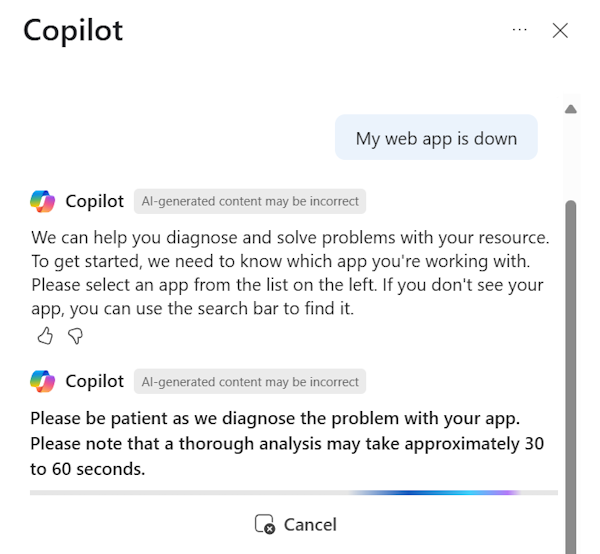 Copilot
My web app is down
Copilot AI-generated content may be incorrect
We can help you diagnose and solve problems with your resource.
To get started, we need to know which app you're working with.
Please select an app from the list on the left. If you don't see your
app, you can use the search bar to find it.
Copilot AI-generated content may be incorrect
Please be patient as we diagnose the problem with your app.
Please note that a thorough analysis may take approximately 30
to 60 seconds.
Cancel